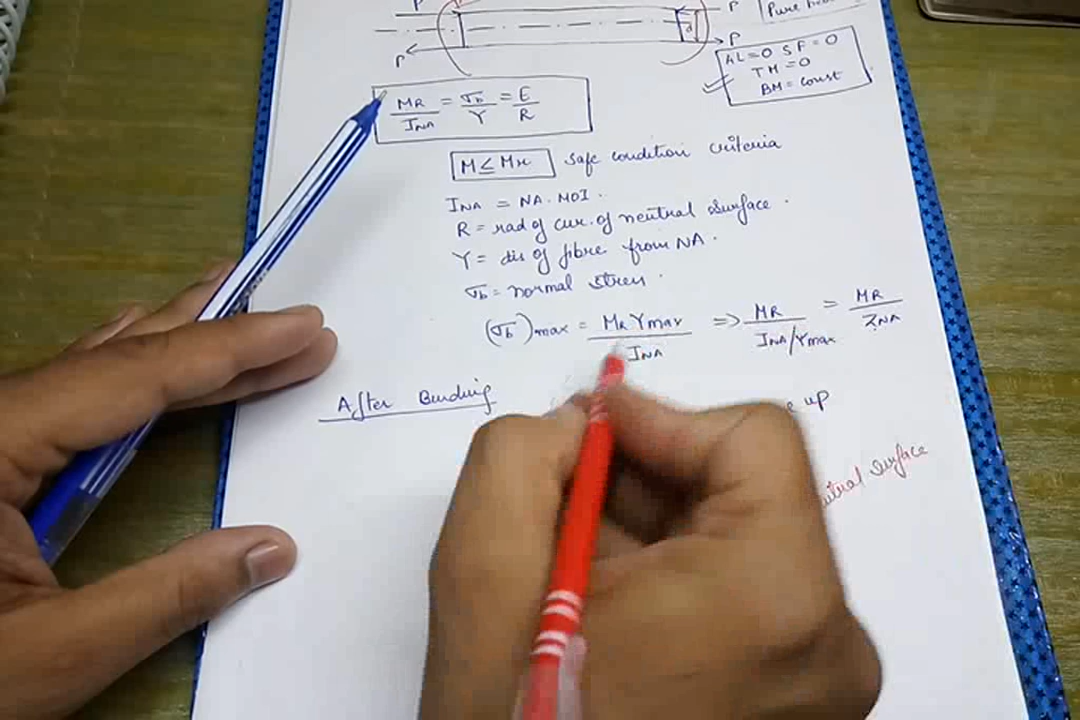 P P
Pure
P P
d
AL=0 SF=0
TM=0
BM=const
MR/INA = σb/Y = E/R
M≤Mr safe condition criteria
INA = NA. MOI.
R = rad of cur. of neutral surface.
Y = dis of fibre from NA.
σb = normal stress.
(σb)max = MR Ymax/INA => MR/INA/Ymax = MR/ZNA
After Bending up
surface